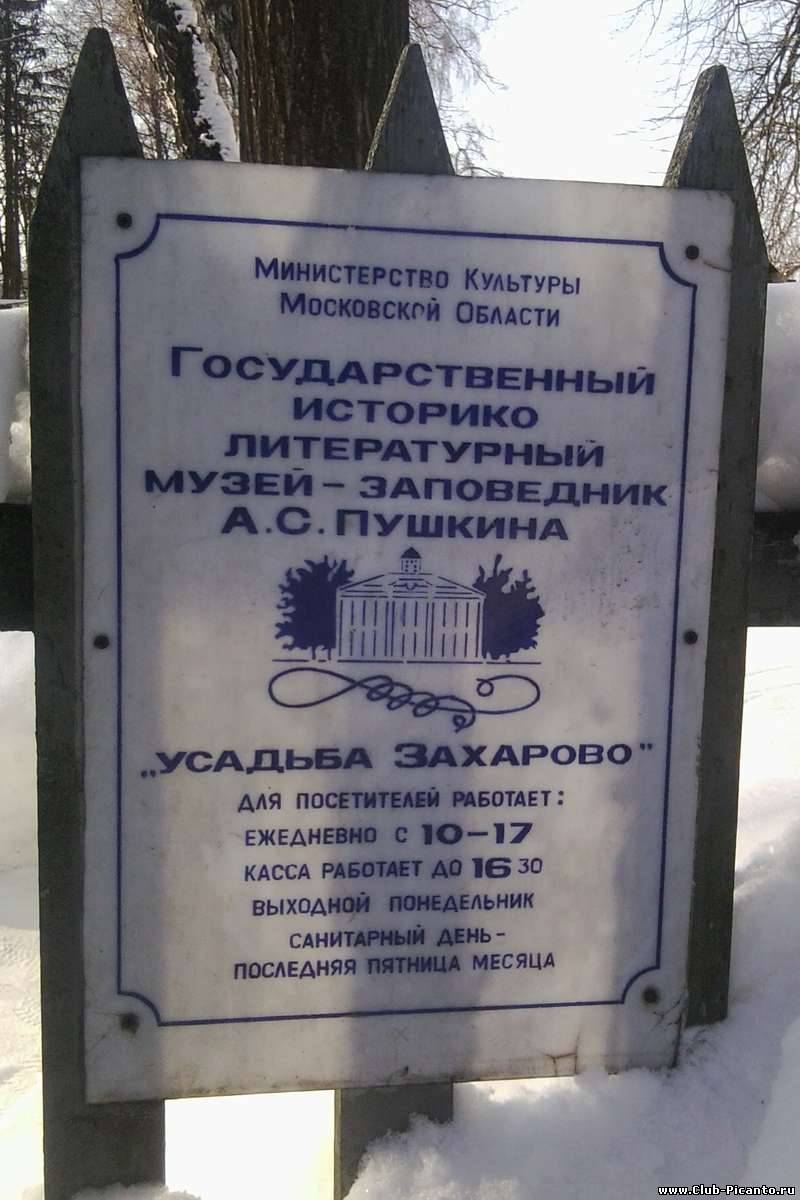 Министерство Культуры
Московской Области
Государственный
историко
литературный
музей – заповедник
А.С. Пушкина
„усадьба Захарово"
для посетителей работает:
ежедневно с 10–17
касса работает до 16 30
выходной понедельник
санитарный день –
последняя пятница месяца
www.Club-Picanto.ru